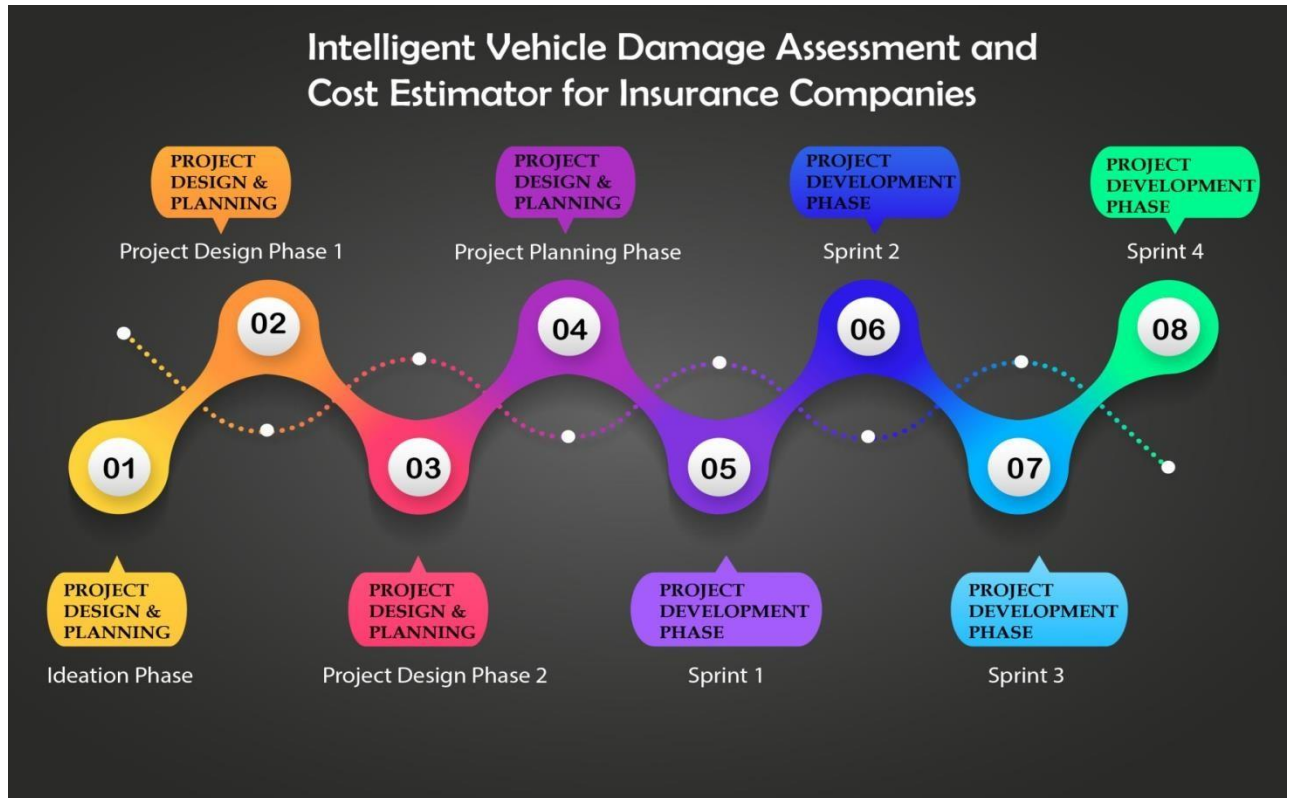 Intelligent Vehicle Damage Assessment and
Cost Estimator for Insurance Companies
PROJECT
DESIGN &
PLANNING
Project Design Phase 1
PROJECT
DESIGN &
PLANNING
Project Planning Phase
PROJECT
DEVELOPMENT
PHASE
Sprint 2
PROJECT
DEVELOPMENT
PHASE
Sprint 4
02
04
06
08
01
03
05
07
PROJECT
DESIGN &
PLANNING
Ideation Phase
PROJECT
DESIGN &
PLANNING
Project Design Phase 2
PROJECT
DEVELOPMENT
PHASE
Sprint 1
PROJECT
DEVELOPMENT
PHASE
Sprint 3